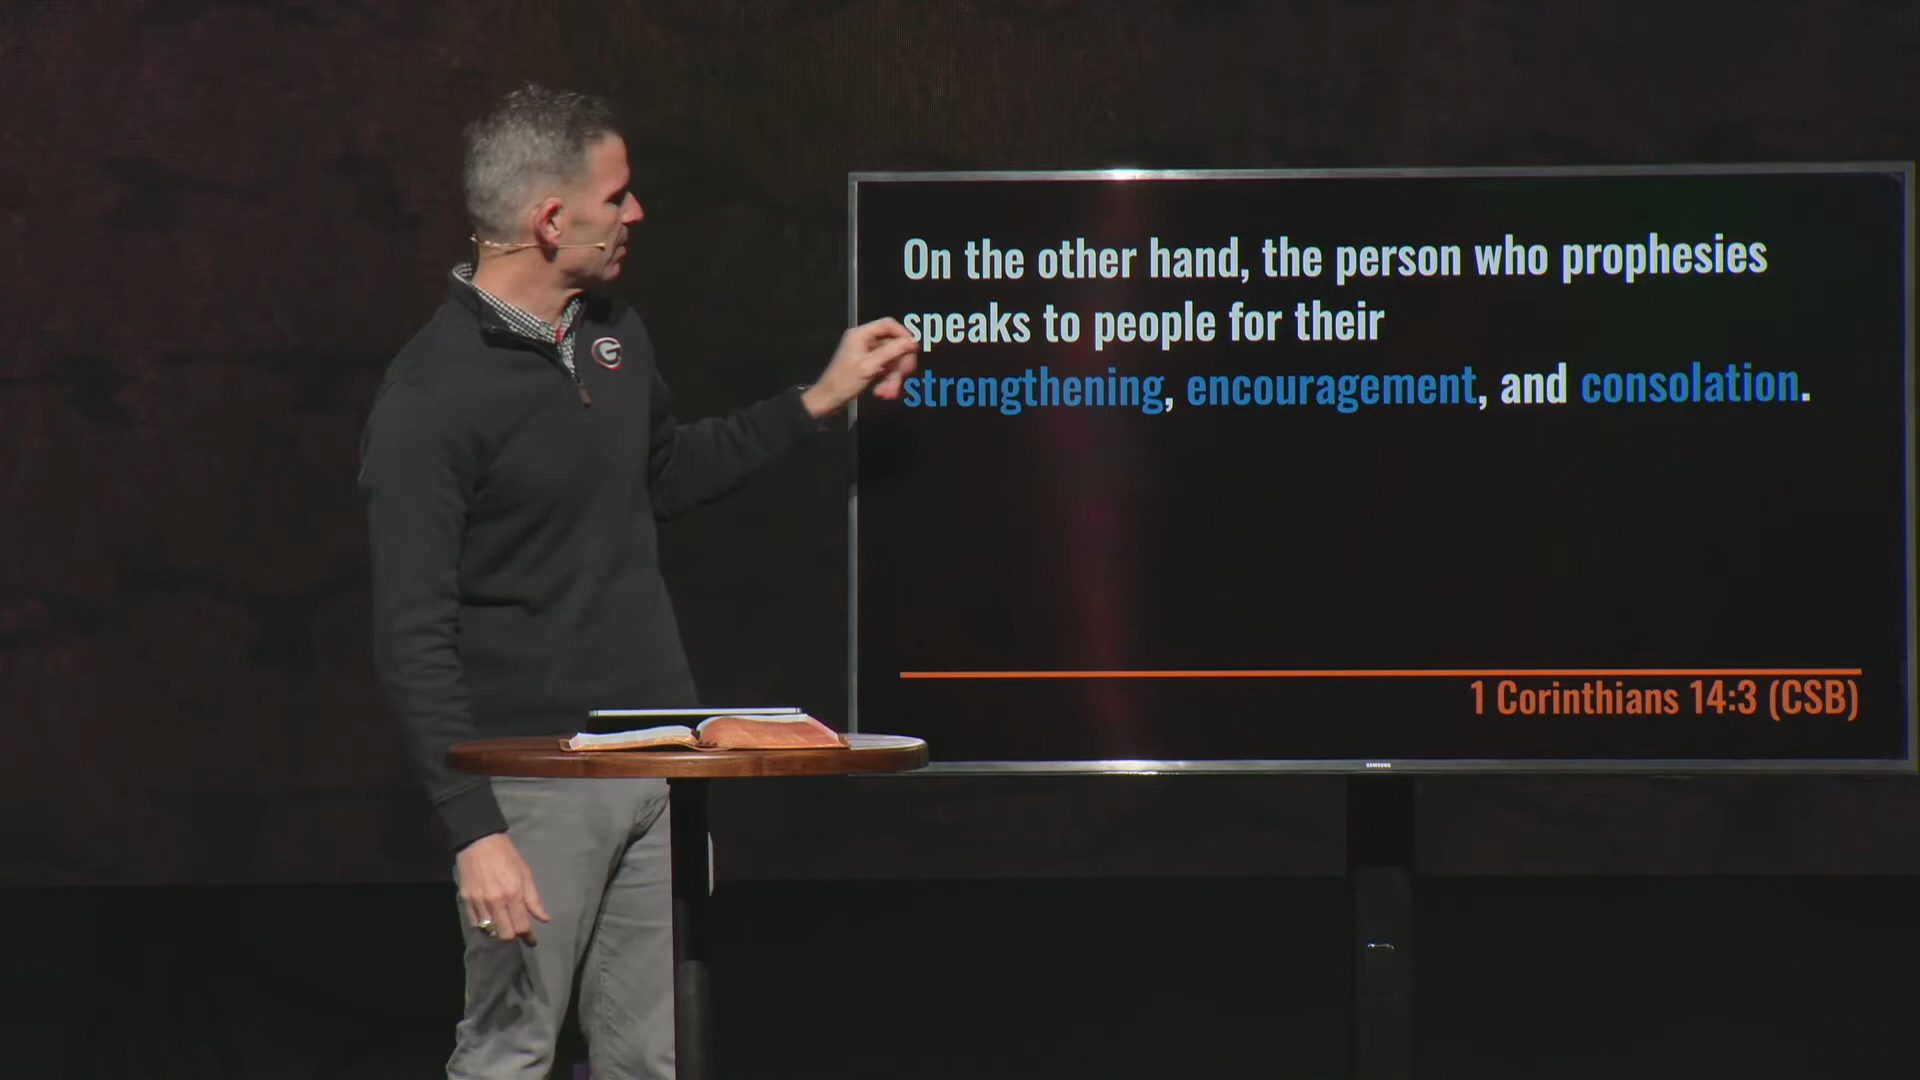 On the other hand, the person who prophesies
speaks to people for their
strengthening, encouragement, and consolation.
1 Corinthians 14:3 (CSB)
SAMSUNG
G